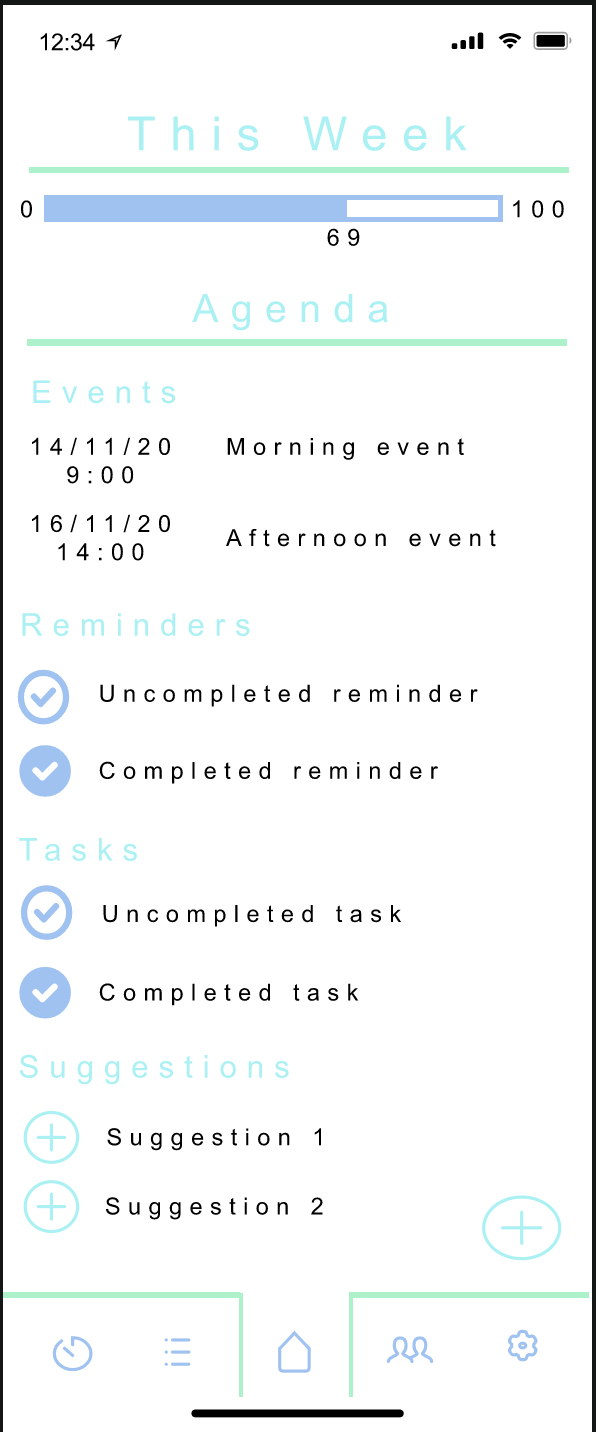 12:34
This Week
0 100
69
Agenda
Events
14/11/20 Morning event
9:00
16/11/20 Afternoon event
14:00
Reminders
Uncompleted reminder
Completed reminder
Tasks
Uncompleted task
Completed task
Suggestions
Suggestion 1
Suggestion 2